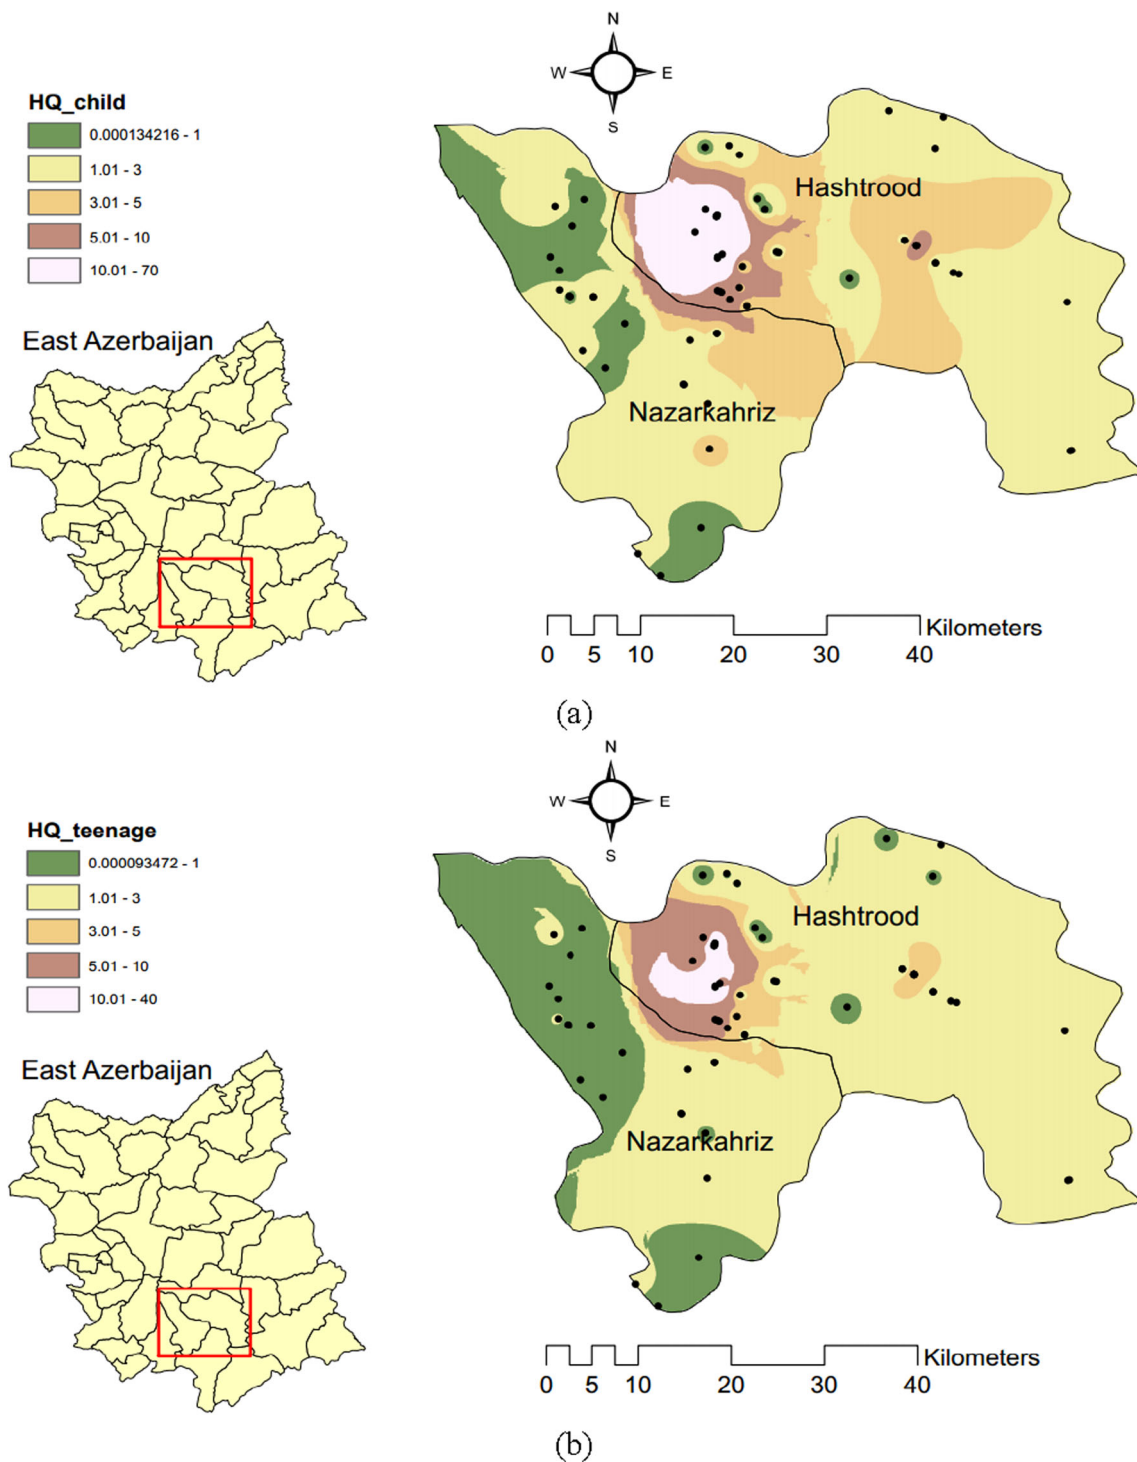 N
W E
S
HQ_child
0.000134216 - 1
1.01 - 3
3.01 - 5
5.01 - 10
10.01 - 70
Hashtrood
East Azerbaijan
Nazarkahriz
Kilometers
0 5 10 20 30 40
(a)
N
W E
S
HQ_teenage
0.000093472 - 1
1.01 - 3
3.01 - 5
5.01 - 10
10.01 - 40
Hashtrood
East Azerbaijan
Nazarkahriz
Kilometers
0 5 10 20 30 40
(b)